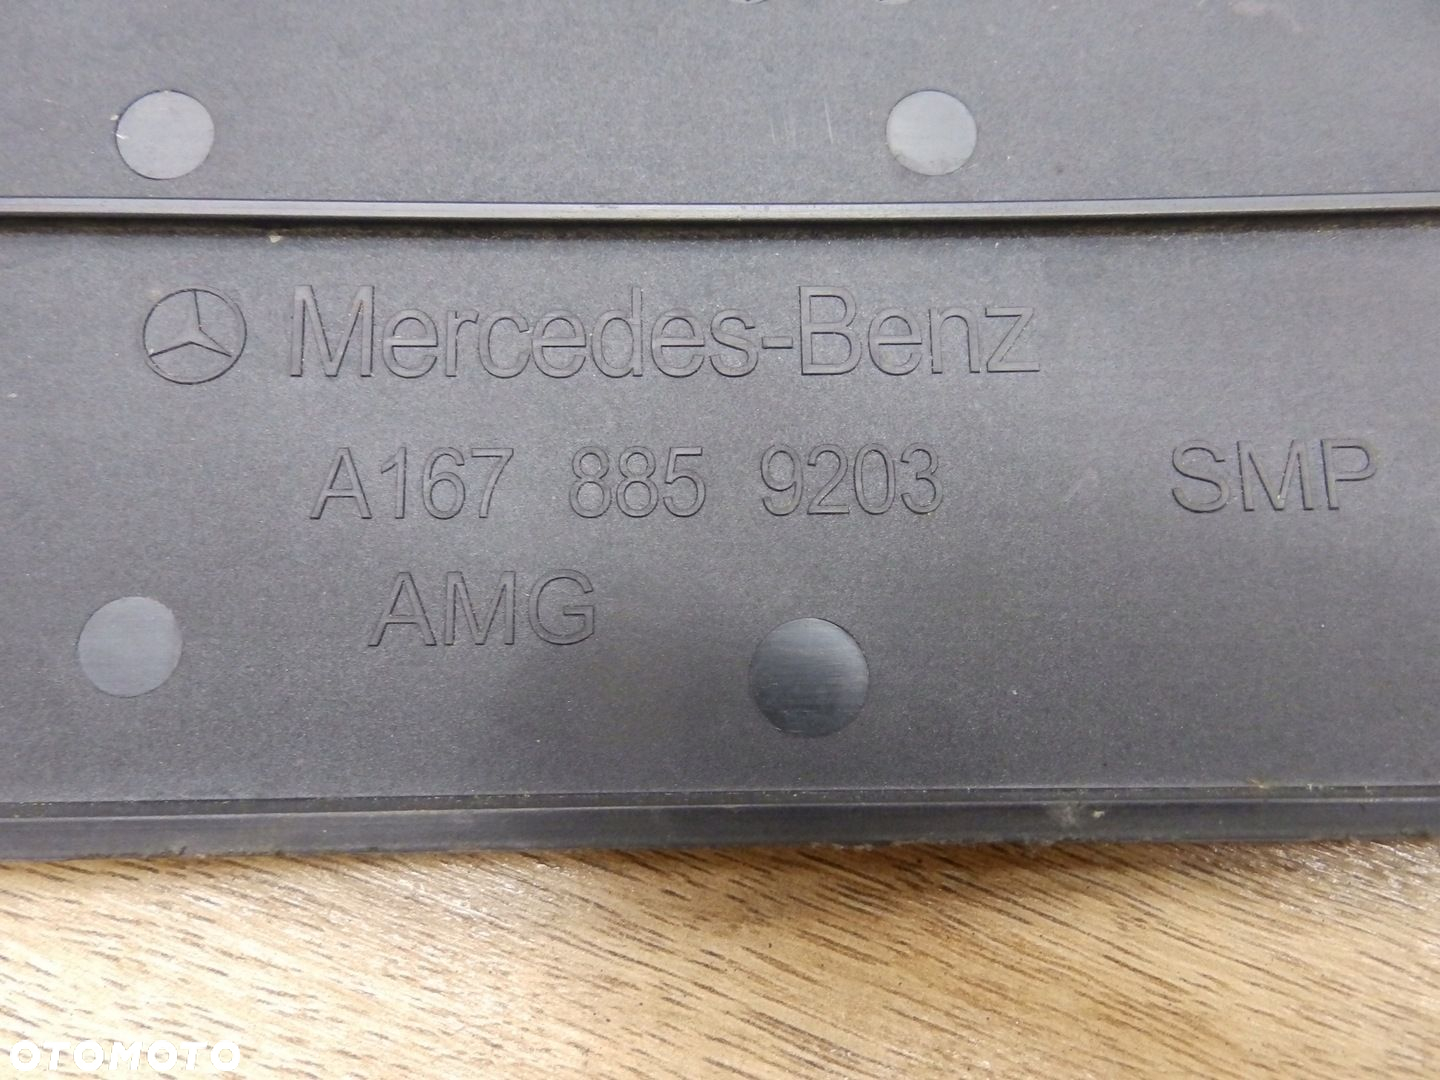 Mercedes-Benz
A167 885 9203 SMP
AMG
OTOMOTO